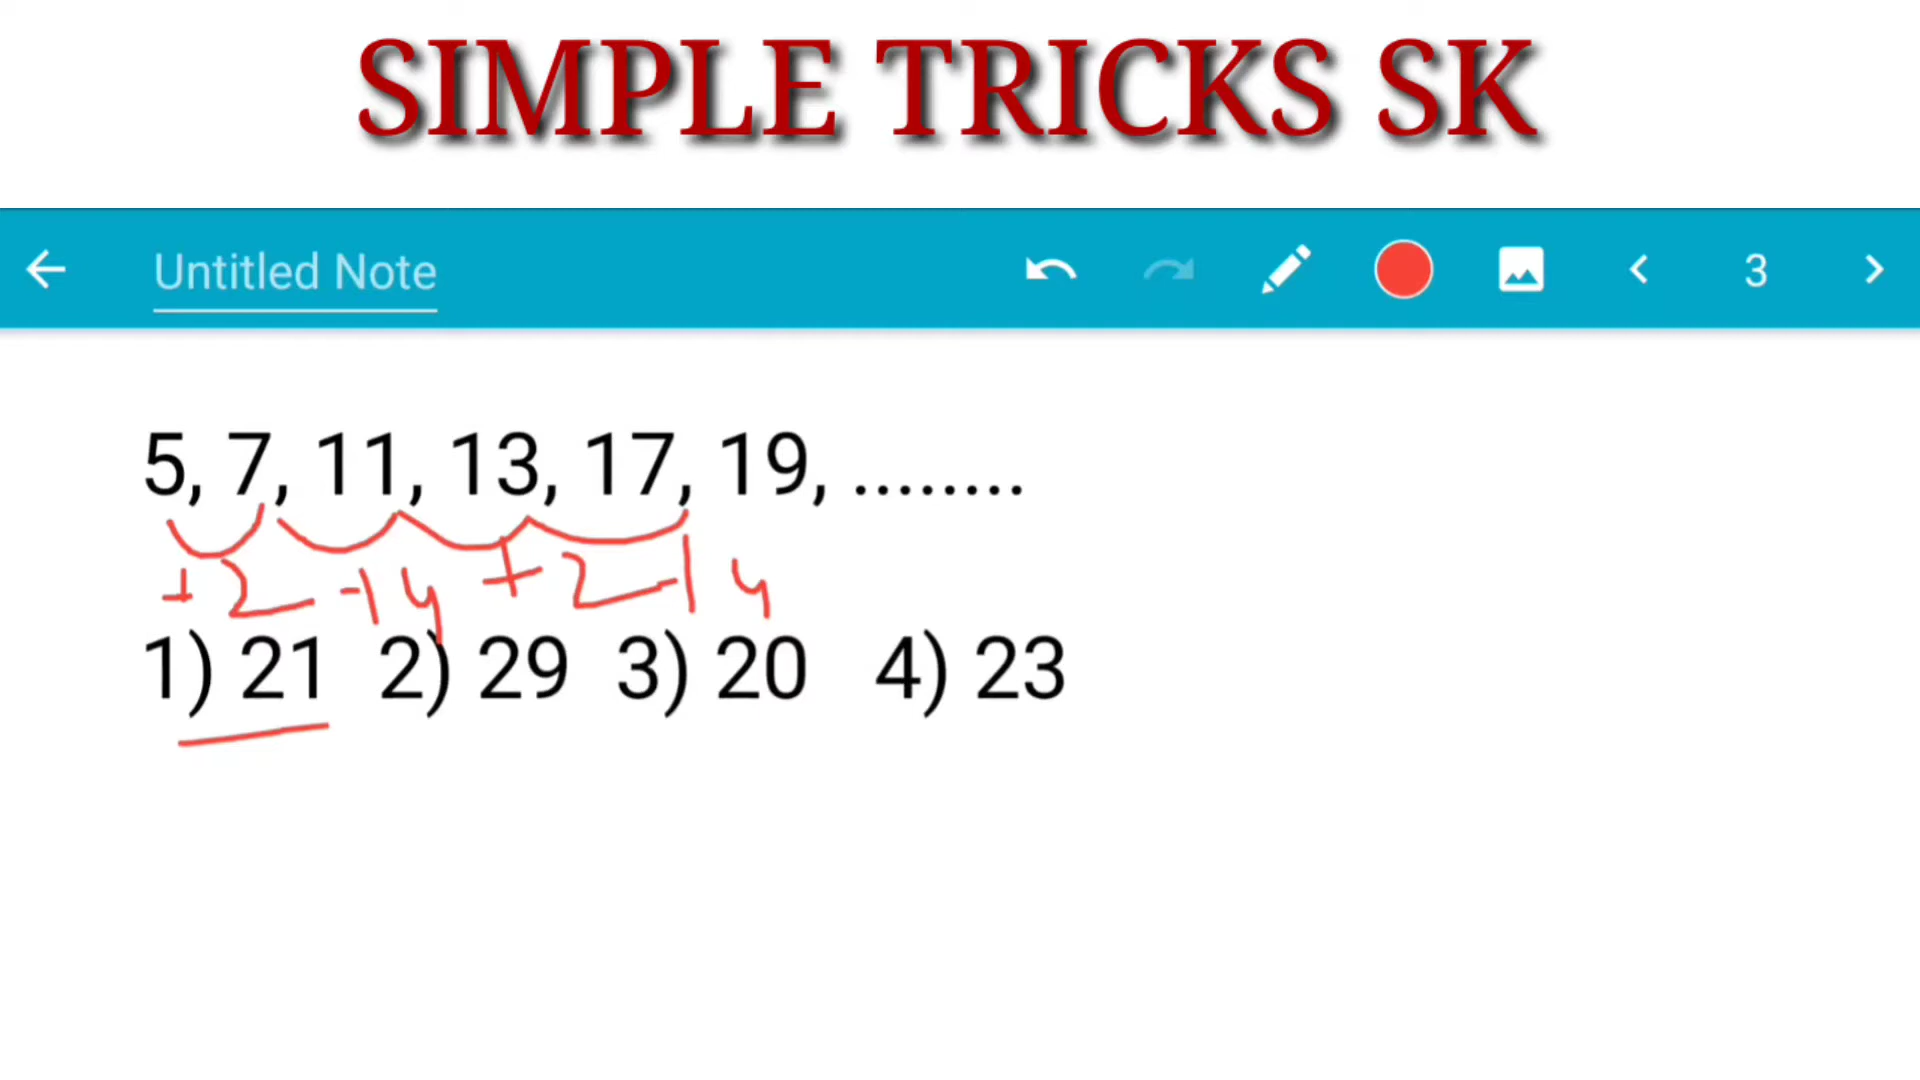 SIMPLE TRICKS SK
Untitled Note 3
5, 7, 11, 13, 17, 19, ........
+2 +4 +2 +4
1) 21 2) 29 3) 20 4) 23